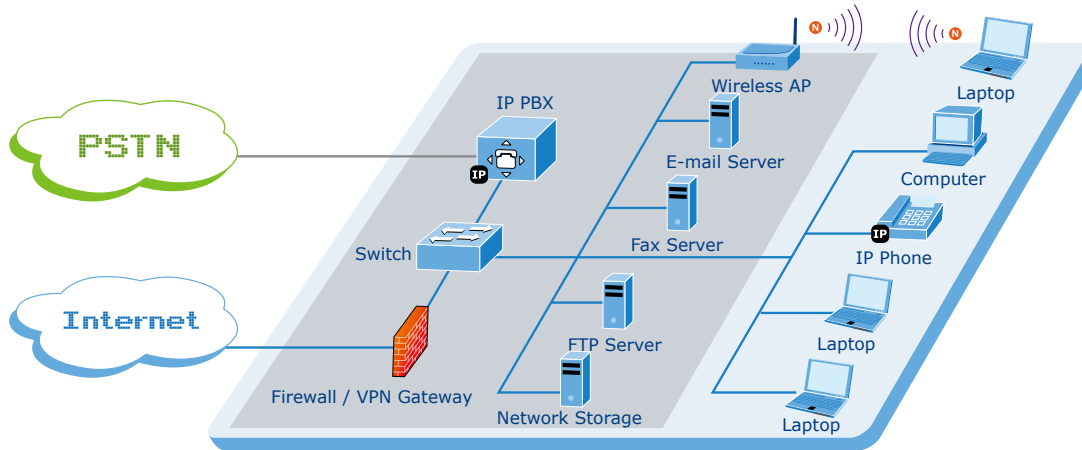 N
N
Wireless AP
Laptop
IP PBX
PSTN
E-mail Server
IP
Computer
Fax Server
Switch
IP
IP Phone
Internet
FTP Server
Laptop
Firewall / VPN Gateway
Network Storage
Laptop